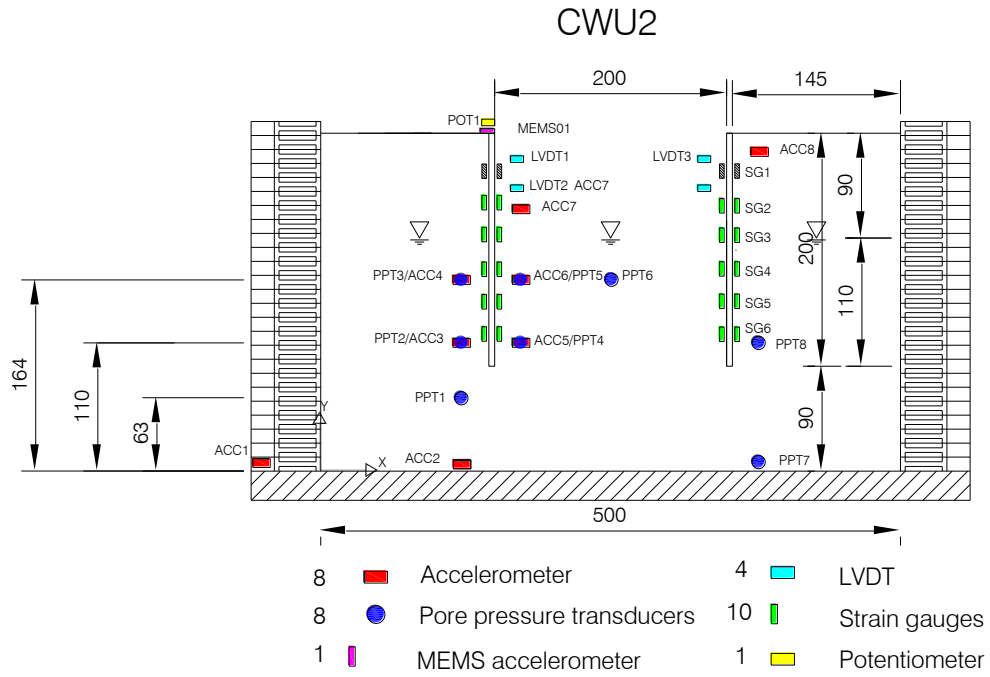 CWU2
200
145
POT1
MEMS01
LVDT1
LVDT3
ACC8
LVDT2 ACC7
SG1
ACC7
SG2
90
SG3
200
PPT3/ACC4
ACC6/PPT5
PPT6
SG4
SG5
110
SG6
PPT2/ACC3
ACC5/PPT4
PPT8
164
110
63
PPT1
Y
90
ACC1
ACC2
X
PPT7
500
8 Accelerometer
4 LVDT
8 Pore pressure transducers
10 Strain gauges
1 MEMS accelerometer
1 Potentiometer